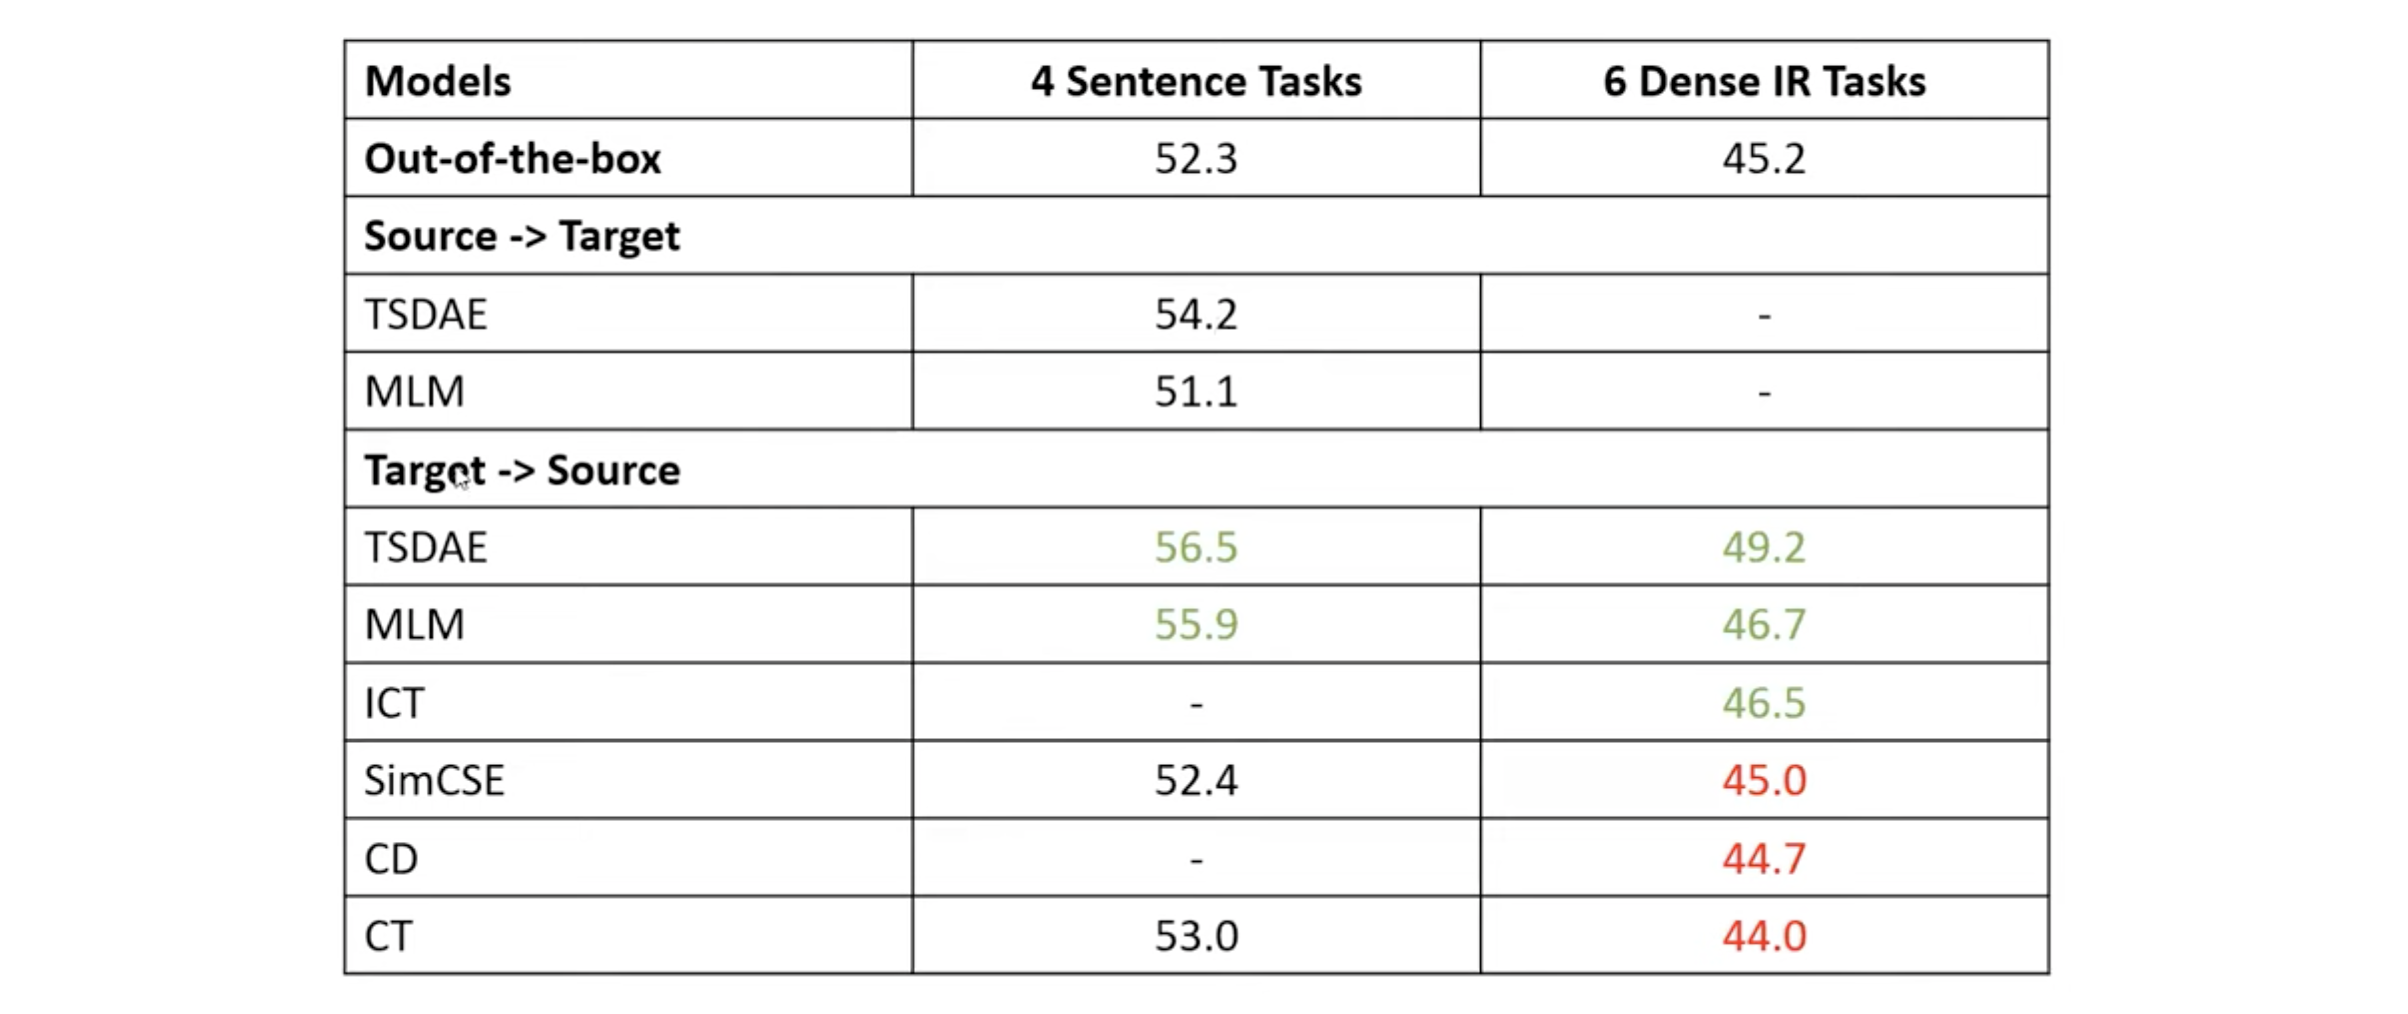 Models 4 Sentence Tasks 6 Dense IR Tasks
Out-of-the-box 52.3 45.2
Source -> Target
TSDAE 54.2 -
MLM 51.1 -
Target -> Source
TSDAE 56.5 49.2
MLM 55.9 46.7
ICT - 46.5
SimCSE 52.4 45.0
CD - 44.7
CT 53.0 44.0